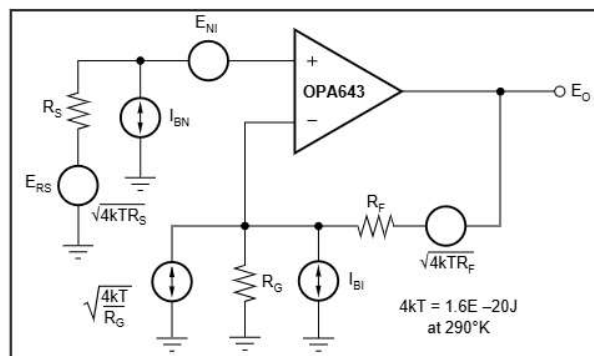 E_NI
+
OPA643
−
E_O
R_S
I_BN
E_RS
√4kTR_S
R_F
√4kTR_F
√4kT/R_G
R_G
I_BI
4kT = 1.6E –20J
at 290°K